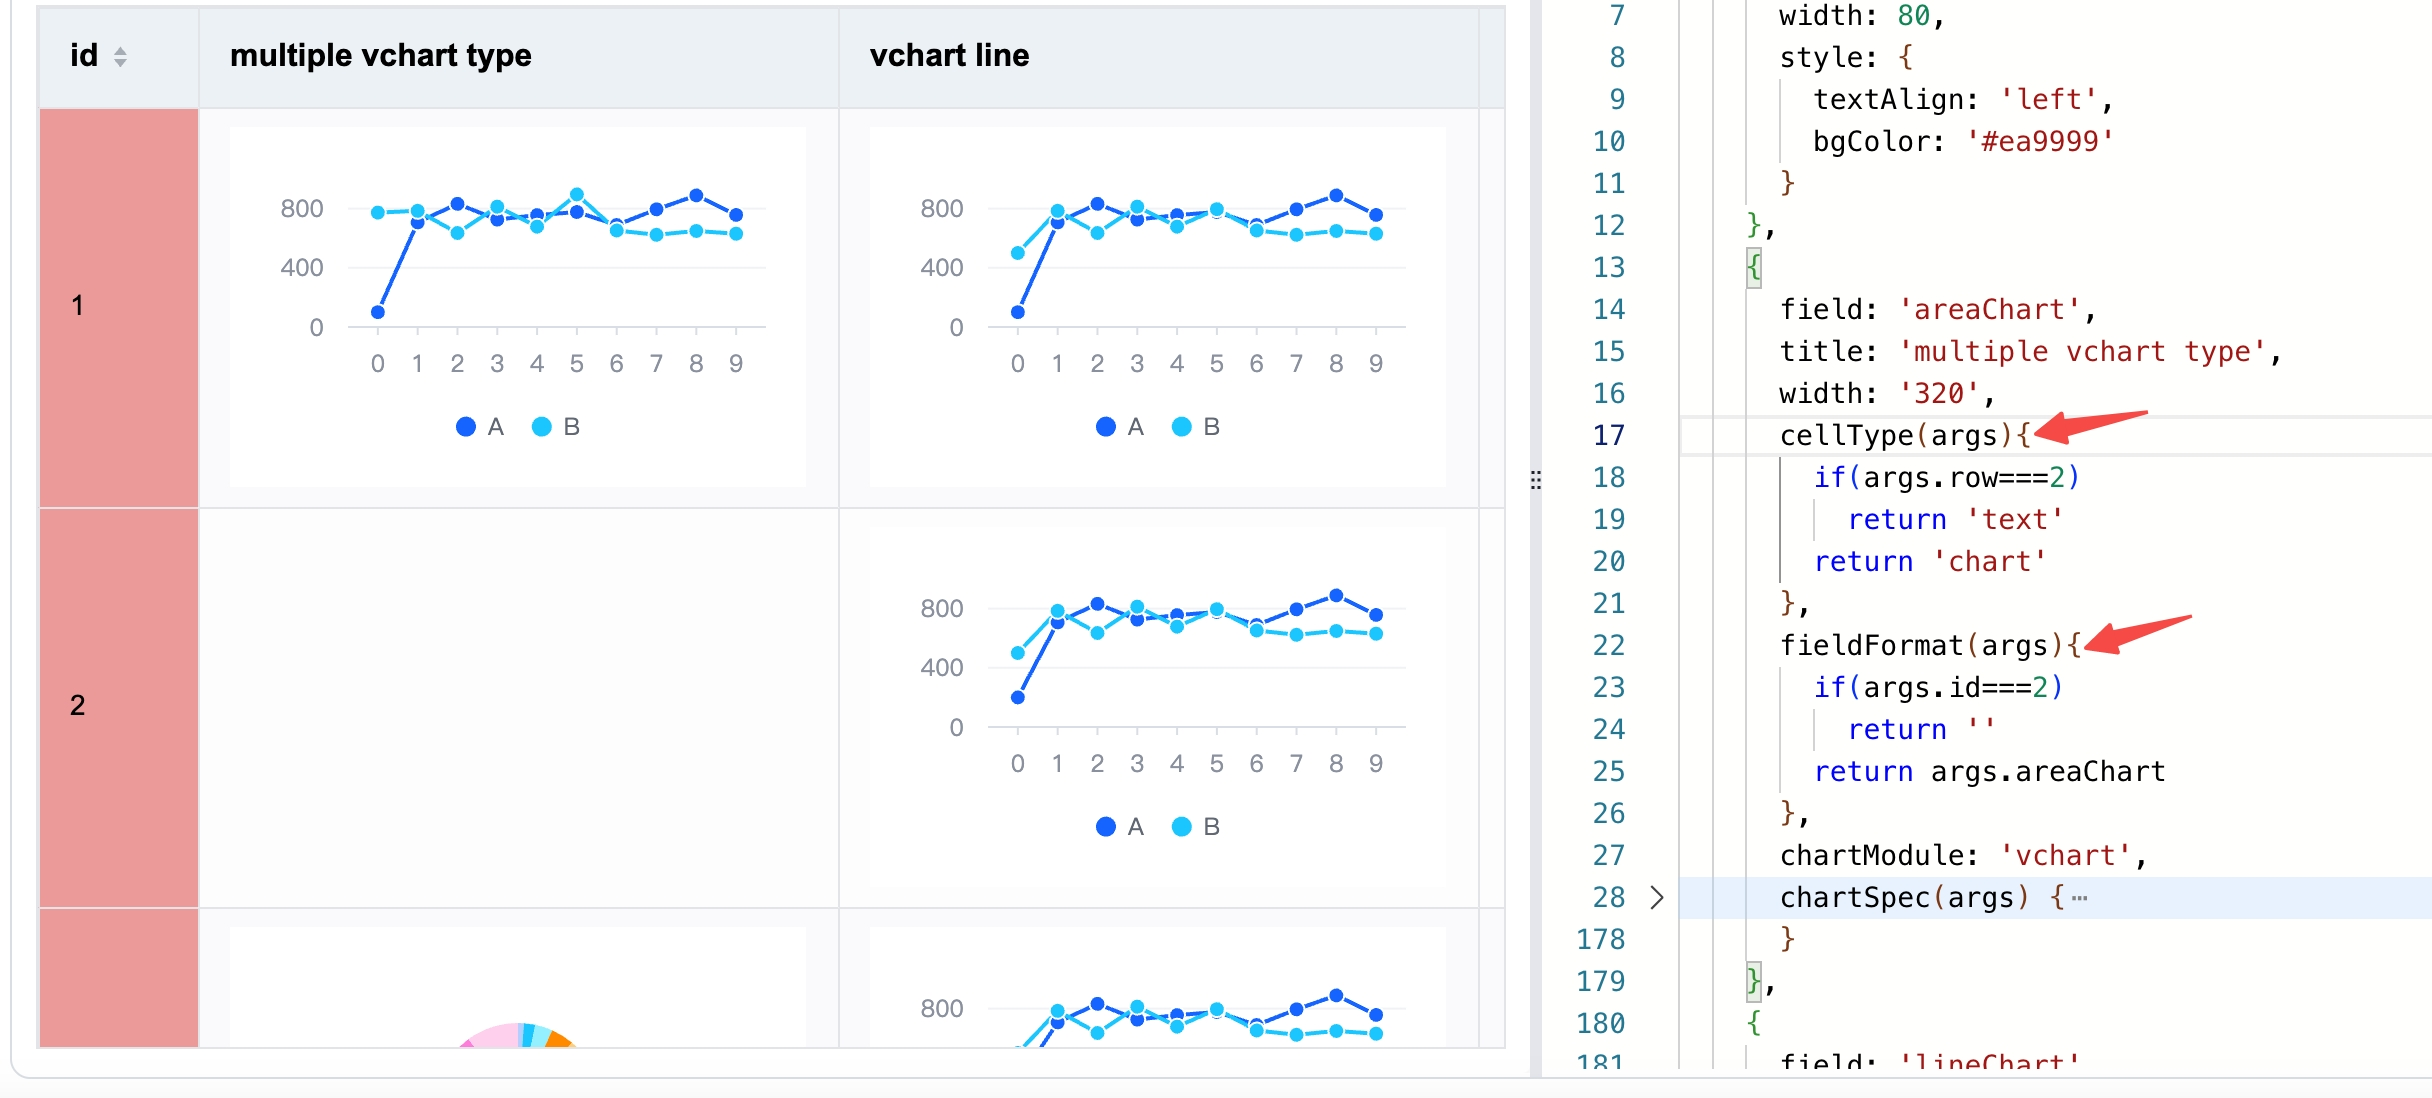 id multiple vchart type vchart line
1
800
400
0
0 1 2 3 4 5 6 7 8 9
A B
800
400
0
0 1 2 3 4 5 6 7 8 9
A B
2
800
400
0
0 1 2 3 4 5 6 7 8 9
A B
800
7 width: 80,
8 style: {
9 textAlign: 'left',
10 bgColor: '#ea9999'
11 }
12 },
13 {
14 field: 'areaChart',
15 title: 'multiple vchart type',
16 width: '320',
17 cellType(args){
18 if(args.row===2)
19 return 'text'
20 return 'chart'
21 },
22 fieldFormat(args){
23 if(args.id===2)
24 return ''
25 return args.areaChart
26 },
27 chartModule: 'vchart',
28 chartSpec(args) {⋯
178 }
179 },
180 {
181 field: 'lineChart'